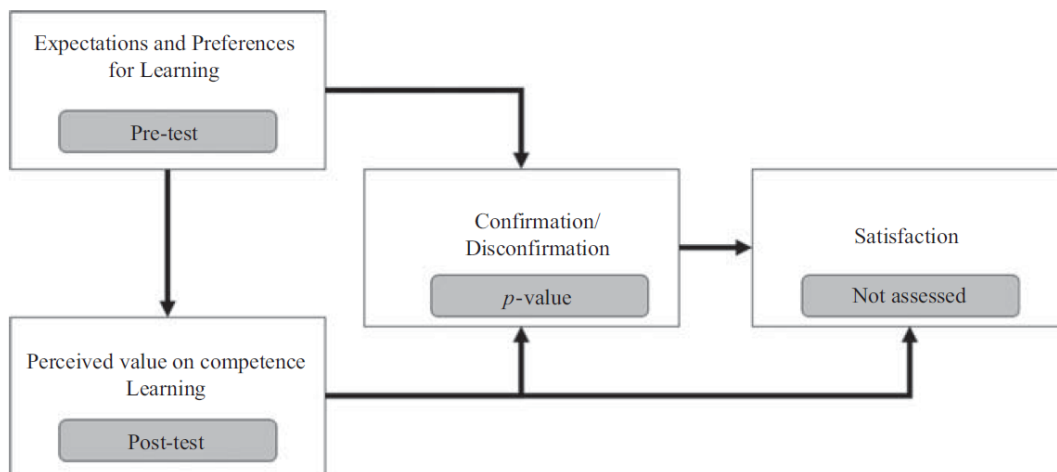 Expectations and Preferences
for Learning
Pre-test
Confirmation/
Disconfirmation
p-value
Satisfaction
Not assessed
Perceived value on competence
Learning
Post-test